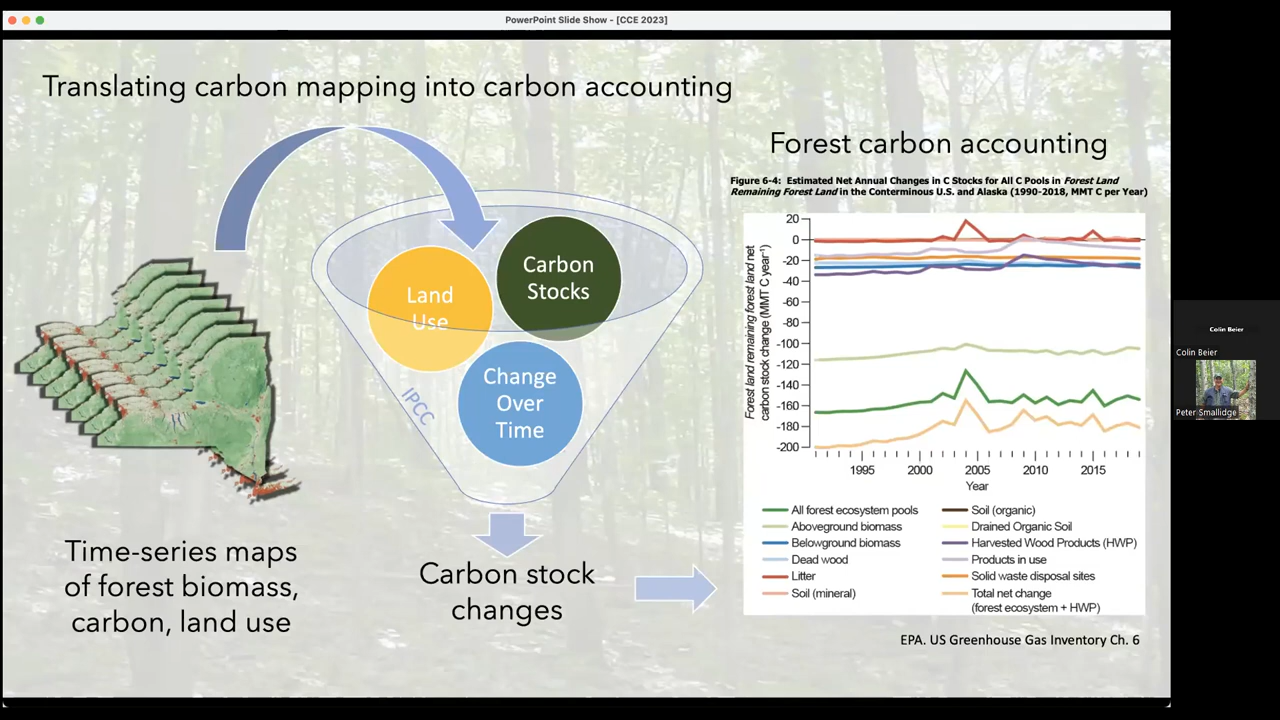 PowerPoint Slide Show - [CCE 2023]
Translating carbon mapping into carbon accounting
Time-series maps
of forest biomass,
carbon, land use
Land
Use
Carbon
Stocks
Change
Over
Time
IPCC
Carbon stock
changes
Forest carbon accounting
Figure 6-4: Estimated Net Annual Changes in C Stocks for All C Pools in Forest Land
Remaining Forest Land in the Conterminous U.S. and Alaska (1990-2018, MMT C per Year)
Forest land remaining forest land net
carbon stock change (MMT C year⁻¹)
20
0
-20
-40
-60
-80
-100
-120
-140
-160
-180
-200
1995 2000 2005 2010 2015
Year
All forest ecosystem pools
Aboveground biomass
Belowground biomass
Dead wood
Litter
Soil (mineral)
Soil (organic)
Drained Organic Soil
Harvested Wood Products (HWP)
Products in use
Solid waste disposal sites
Total net change
(forest ecosystem + HWP)
EPA. US Greenhouse Gas Inventory Ch. 6
Colin Beier
Colin Beier
Peter Smallidge